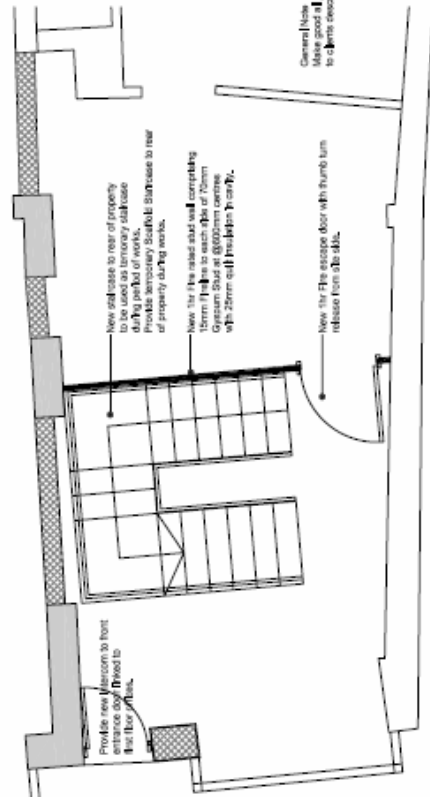 General Note
Make good al
to clients desc
New staircase to rear of property
to be used as temporary staircase
during period of works.
Provide temporary Scaffold Staircase to rear
of property during works.
New 1hr Fire rated stud wall comprising
15mm Fireline to each side of 70mm
Gypsum Stud at @600mm centres
with 25mm quilt insulation in cavity.
New 1hr Fire escape door with thumb turn
release from site side.
Provide new intercom to front
entrance door linked to
first floor offices.